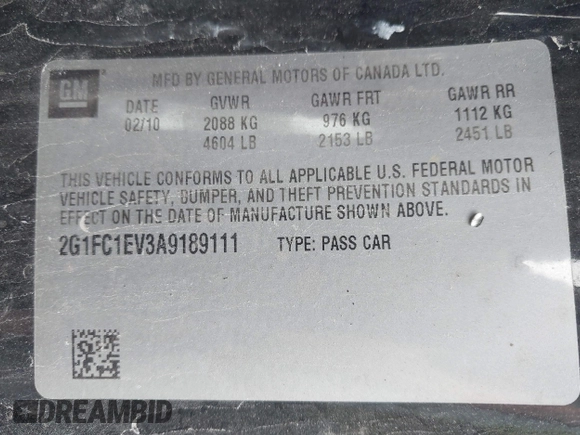 GM
MFD BY GENERAL MOTORS OF CANADA LTD.
DATE GVWR GAWR FRT GAWR RR
02/10 2088 KG 976 KG 1112 KG
4604 LB 2153 LB 2451 LB
THIS VEHICLE CONFORMS TO ALL APPLICABLE U.S. FEDERAL MOTOR
VEHICLE SAFETY, BUMPER, AND THEFT PREVENTION STANDARDS IN
EFFECT ON THE DATE OF MANUFACTURE SHOWN ABOVE.
2G1FC1EV3A9189111 TYPE: PASS CAR
DREAMBID